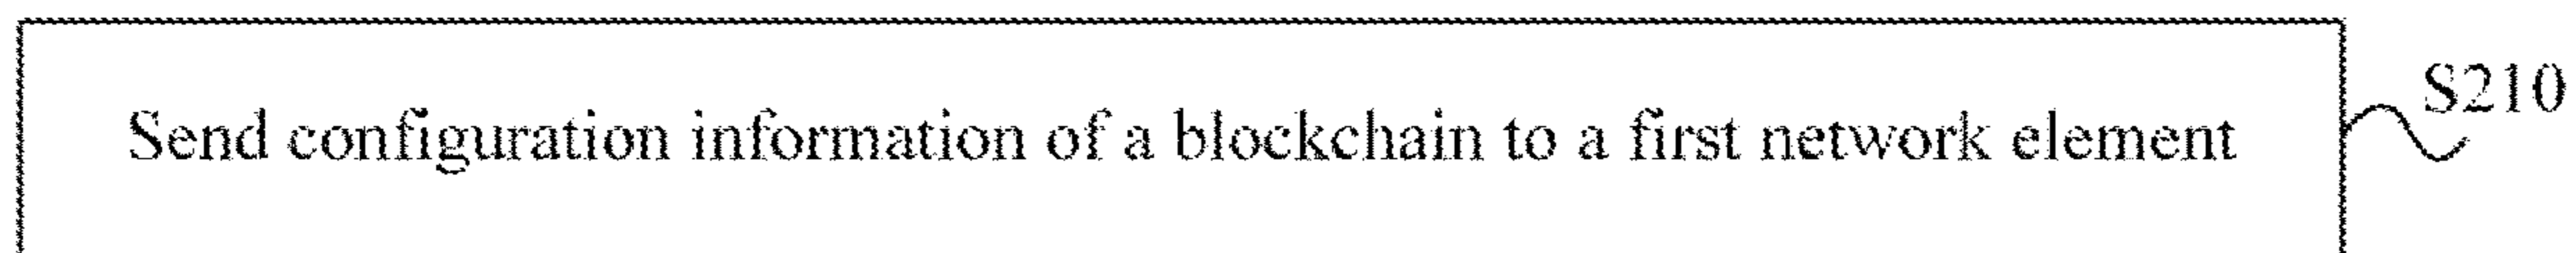 S210
Send configuration information of a blockchain to a first network element